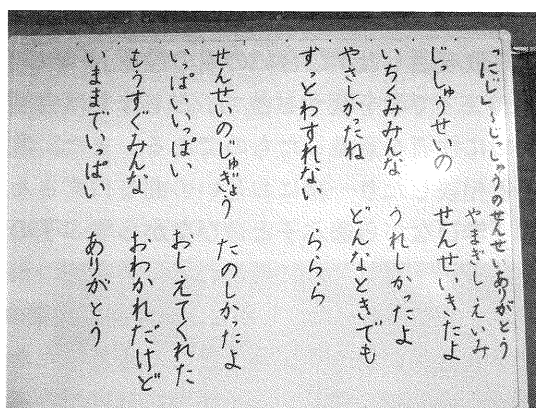 「にじ」〜じっしゅうのせんせいありがとう
やまぎし えいみ
じっしゅうせいの せんせいきたよ
いちくみみんな うれしかったよ
やさしかったね どんなときでも
ずっとわすれない ららら
せんせいのじゅぎょう たのしかったよ
いっぱいいっぱい おしえてくれた
もうすぐみんな おわかれだけど
いままでいっぱい ありがとう